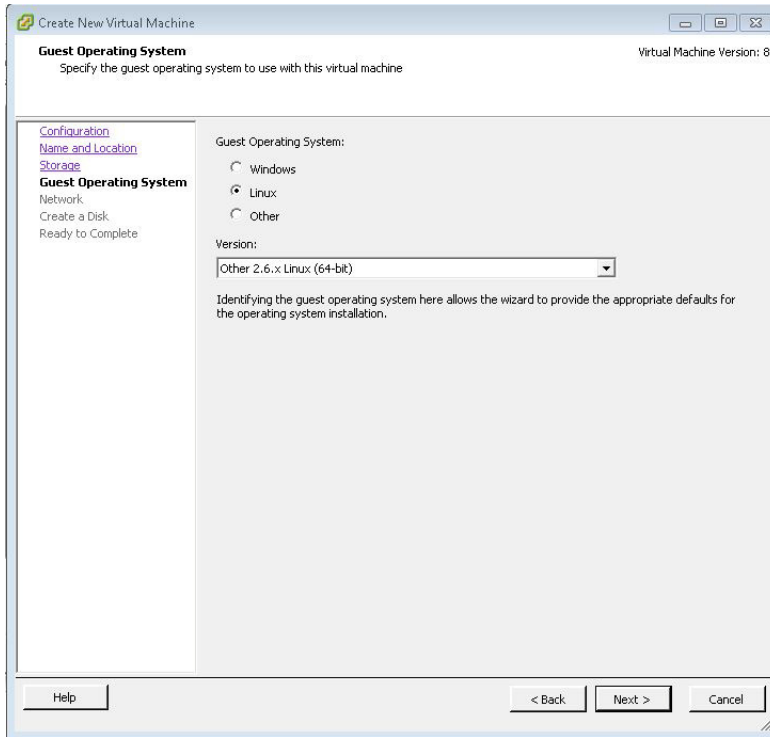 Create New Virtual Machine
Guest Operating System
Virtual Machine Version: 8
Specify the guest operating system to use with this virtual machine
Configuration
Name and Location
Storage
Guest Operating System
Network
Create a Disk
Ready to Complete
Guest Operating System:
Windows
Linux
Other
Version:
Other 2.6.x Linux (64-bit)
Identifying the guest operating system here allows the wizard to provide the appropriate defaults for
the operating system installation.
Help
< Back
Next >
Cancel